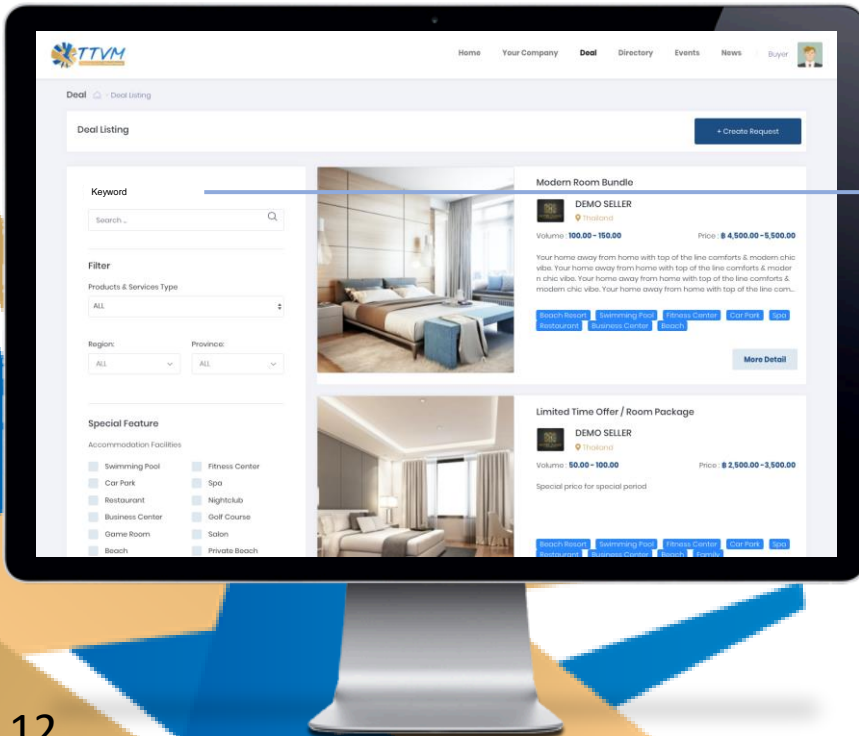 TTVM
Home Your Company Deal Directory Events News Buyer
Deal - Deal Listing
Deal Listing
+ Create Request
Keyword
Search ..
Filter
Products & Services Type
ALL
Region: Province:
ALL ALL
Special Feature
Accommodation Facilities
Swimming Pool Fitness Center
Car Park Spa
Restaurant Nightclub
Business Center Golf Course
Game Room Salon
Beach Private Beach
Modern Room Bundle
DEMO SELLER
Thailand
Volume : 100.00 - 150.00 Price : ฿ 4,500.00 -5,500.00
Your home away from home with top of the line comforts & modern chic
vibe. Your home away from home with top of the line comforts & moder
n chic vibe. Your home away from home with top of the line comforts &
modern chic vibe. Your home away from home with top of the line com...
Beach Resort Swimming Pool Fitness Center Car Park Spa
Restaurant Business Center Beach
More Detail
Limited Time Offer / Room Package
DEMO SELLER
Thailand
Volume : 50.00 - 100.00 Price : ฿ 2,500.00 -3,500.00
Special price for special period
Beach Resort Swimming Pool Fitness Center Car Park Spa
Restaurant Business Center Beach Family
12